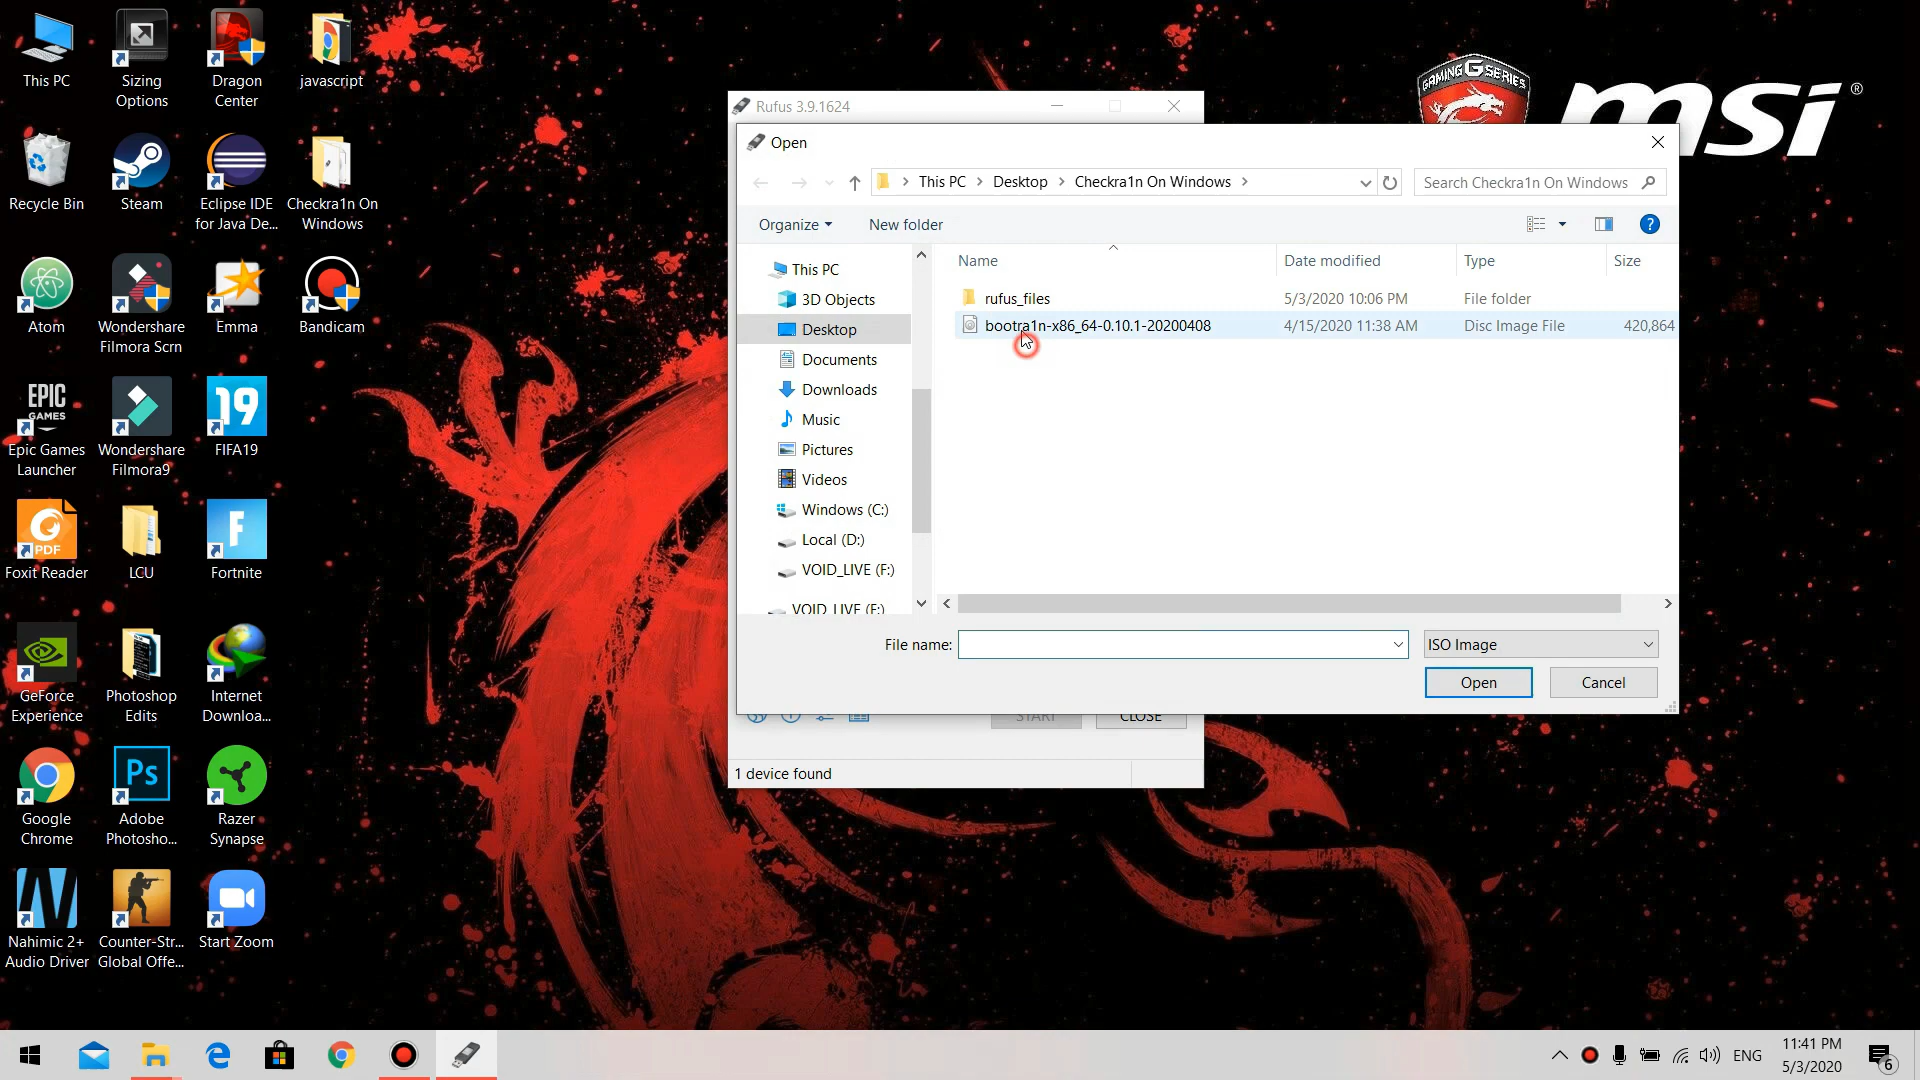 This PC
Sizing
Options
Dragon
Center
javascript
Recycle Bin
Steam
Eclipse IDE
for Java De...
Checkra1n On
Windows
Atom
Wondershare
Filmora Scrn
Emma
Bandicam
EPIC
GAMES
Epic Games
Launcher
Wondershare
Filmora9
19
FIFA19
PDF
Foxit Reader
LCU
F
Fortnite
GeForce
Experience
Photoshop
Edits
Internet
Downloa...
Google
Chrome
Ps
Adobe
Photosho...
Razer
Synapse
Nahimic 2+
Audio Driver
Counter-Str...
Global Offe...
Start Zoom
GAMING G SERIES
msi ®
Rufus 3.9.1624
Open
This PC > Desktop > Checkra1n On Windows >
Search Checkra1n On Windows
Organize
New folder
?
This PC
3D Objects
Desktop
Documents
Downloads
Music
Pictures
Videos
Windows (C:)
Local (D:)
VOID_LIVE (F:)
VOID_LIVE (F:)
Name Date modified Type Size
rufus_files 5/3/2020 10:06 PM File folder
bootra1n-x86_64-0.10.1-20200408 4/15/2020 11:38 AM Disc Image File 420,864
File name:
ISO Image
Open
Cancel
START
CLOSE
1 device found
ENG
11:41 PM
5/3/2020
6